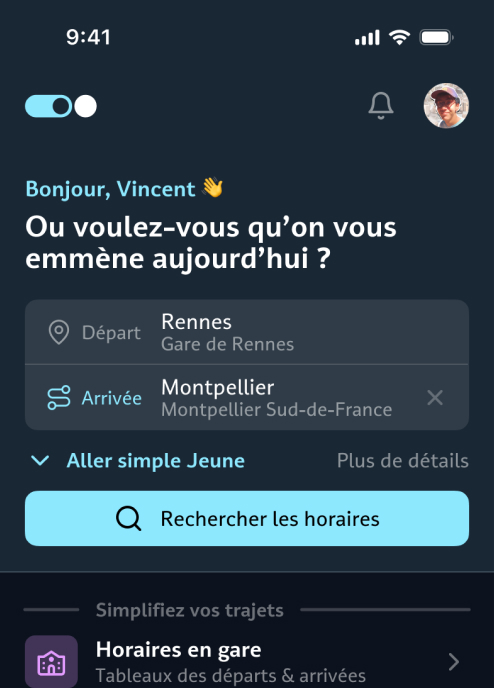 9:41
Bonjour, Vincent 👋
Ou voulez-vous qu’on vous
emmène aujourd’hui ?
Départ
Rennes
Gare de Rennes
Arrivée
Montpellier
Montpellier Sud-de-France
Aller simple Jeune
Plus de détails
Rechercher les horaires
Simplifiez vos trajets
Horaires en gare
Tableaux des départs & arrivées